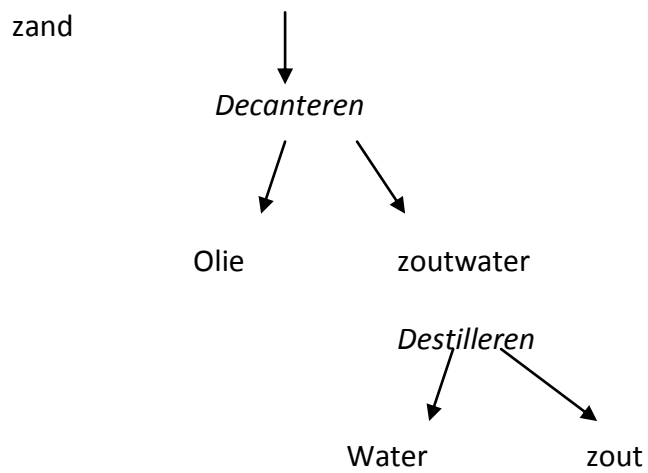 zand
Decanteren
Olie zoutwater
Destilleren
Water zout